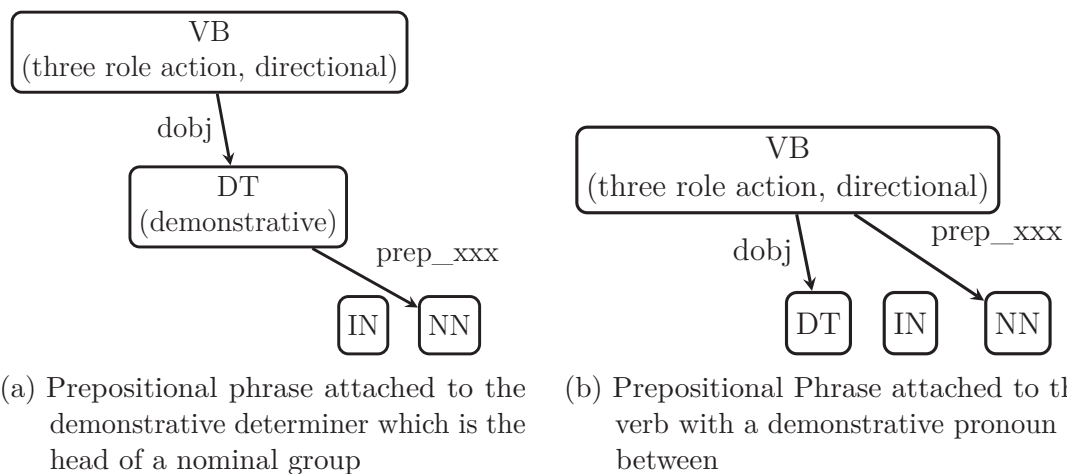 VB
(three role action, directional)
dobj
DT
(demonstrative)
prep_xxx
IN
NN
(a) Prepositional phrase attached to the
demonstrative determiner which is the
head of a nominal group
VB
(three role action, directional)
dobj
prep_xxx
DT
IN
NN
(b) Prepositional Phrase attached to th
verb with a demonstrative pronoun
between